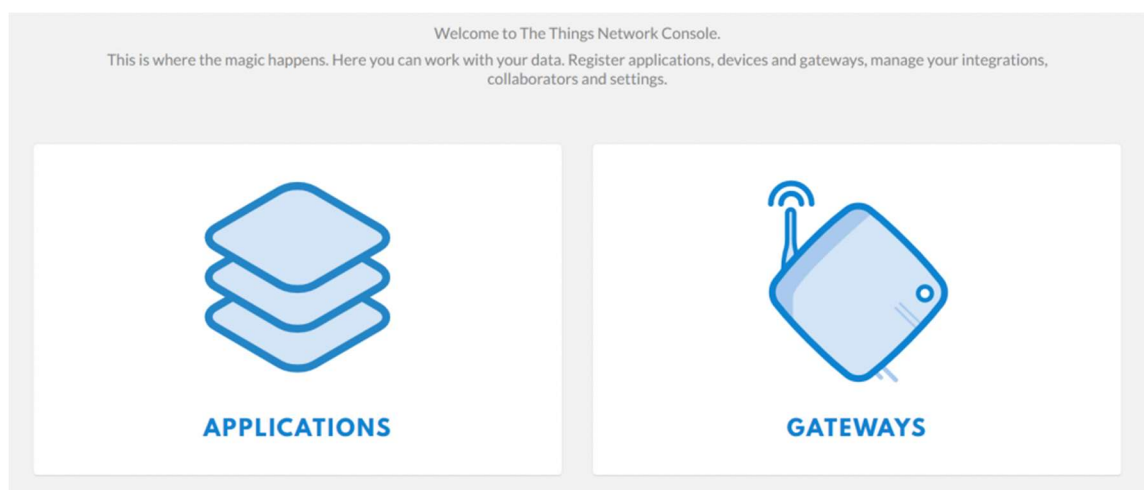 Welcome to The Things Network Console.
This is where the magic happens. Here you can work with your data. Register applications, devices and gateways, manage your integrations,
collaborators and settings.
APPLICATIONS
GATEWAYS